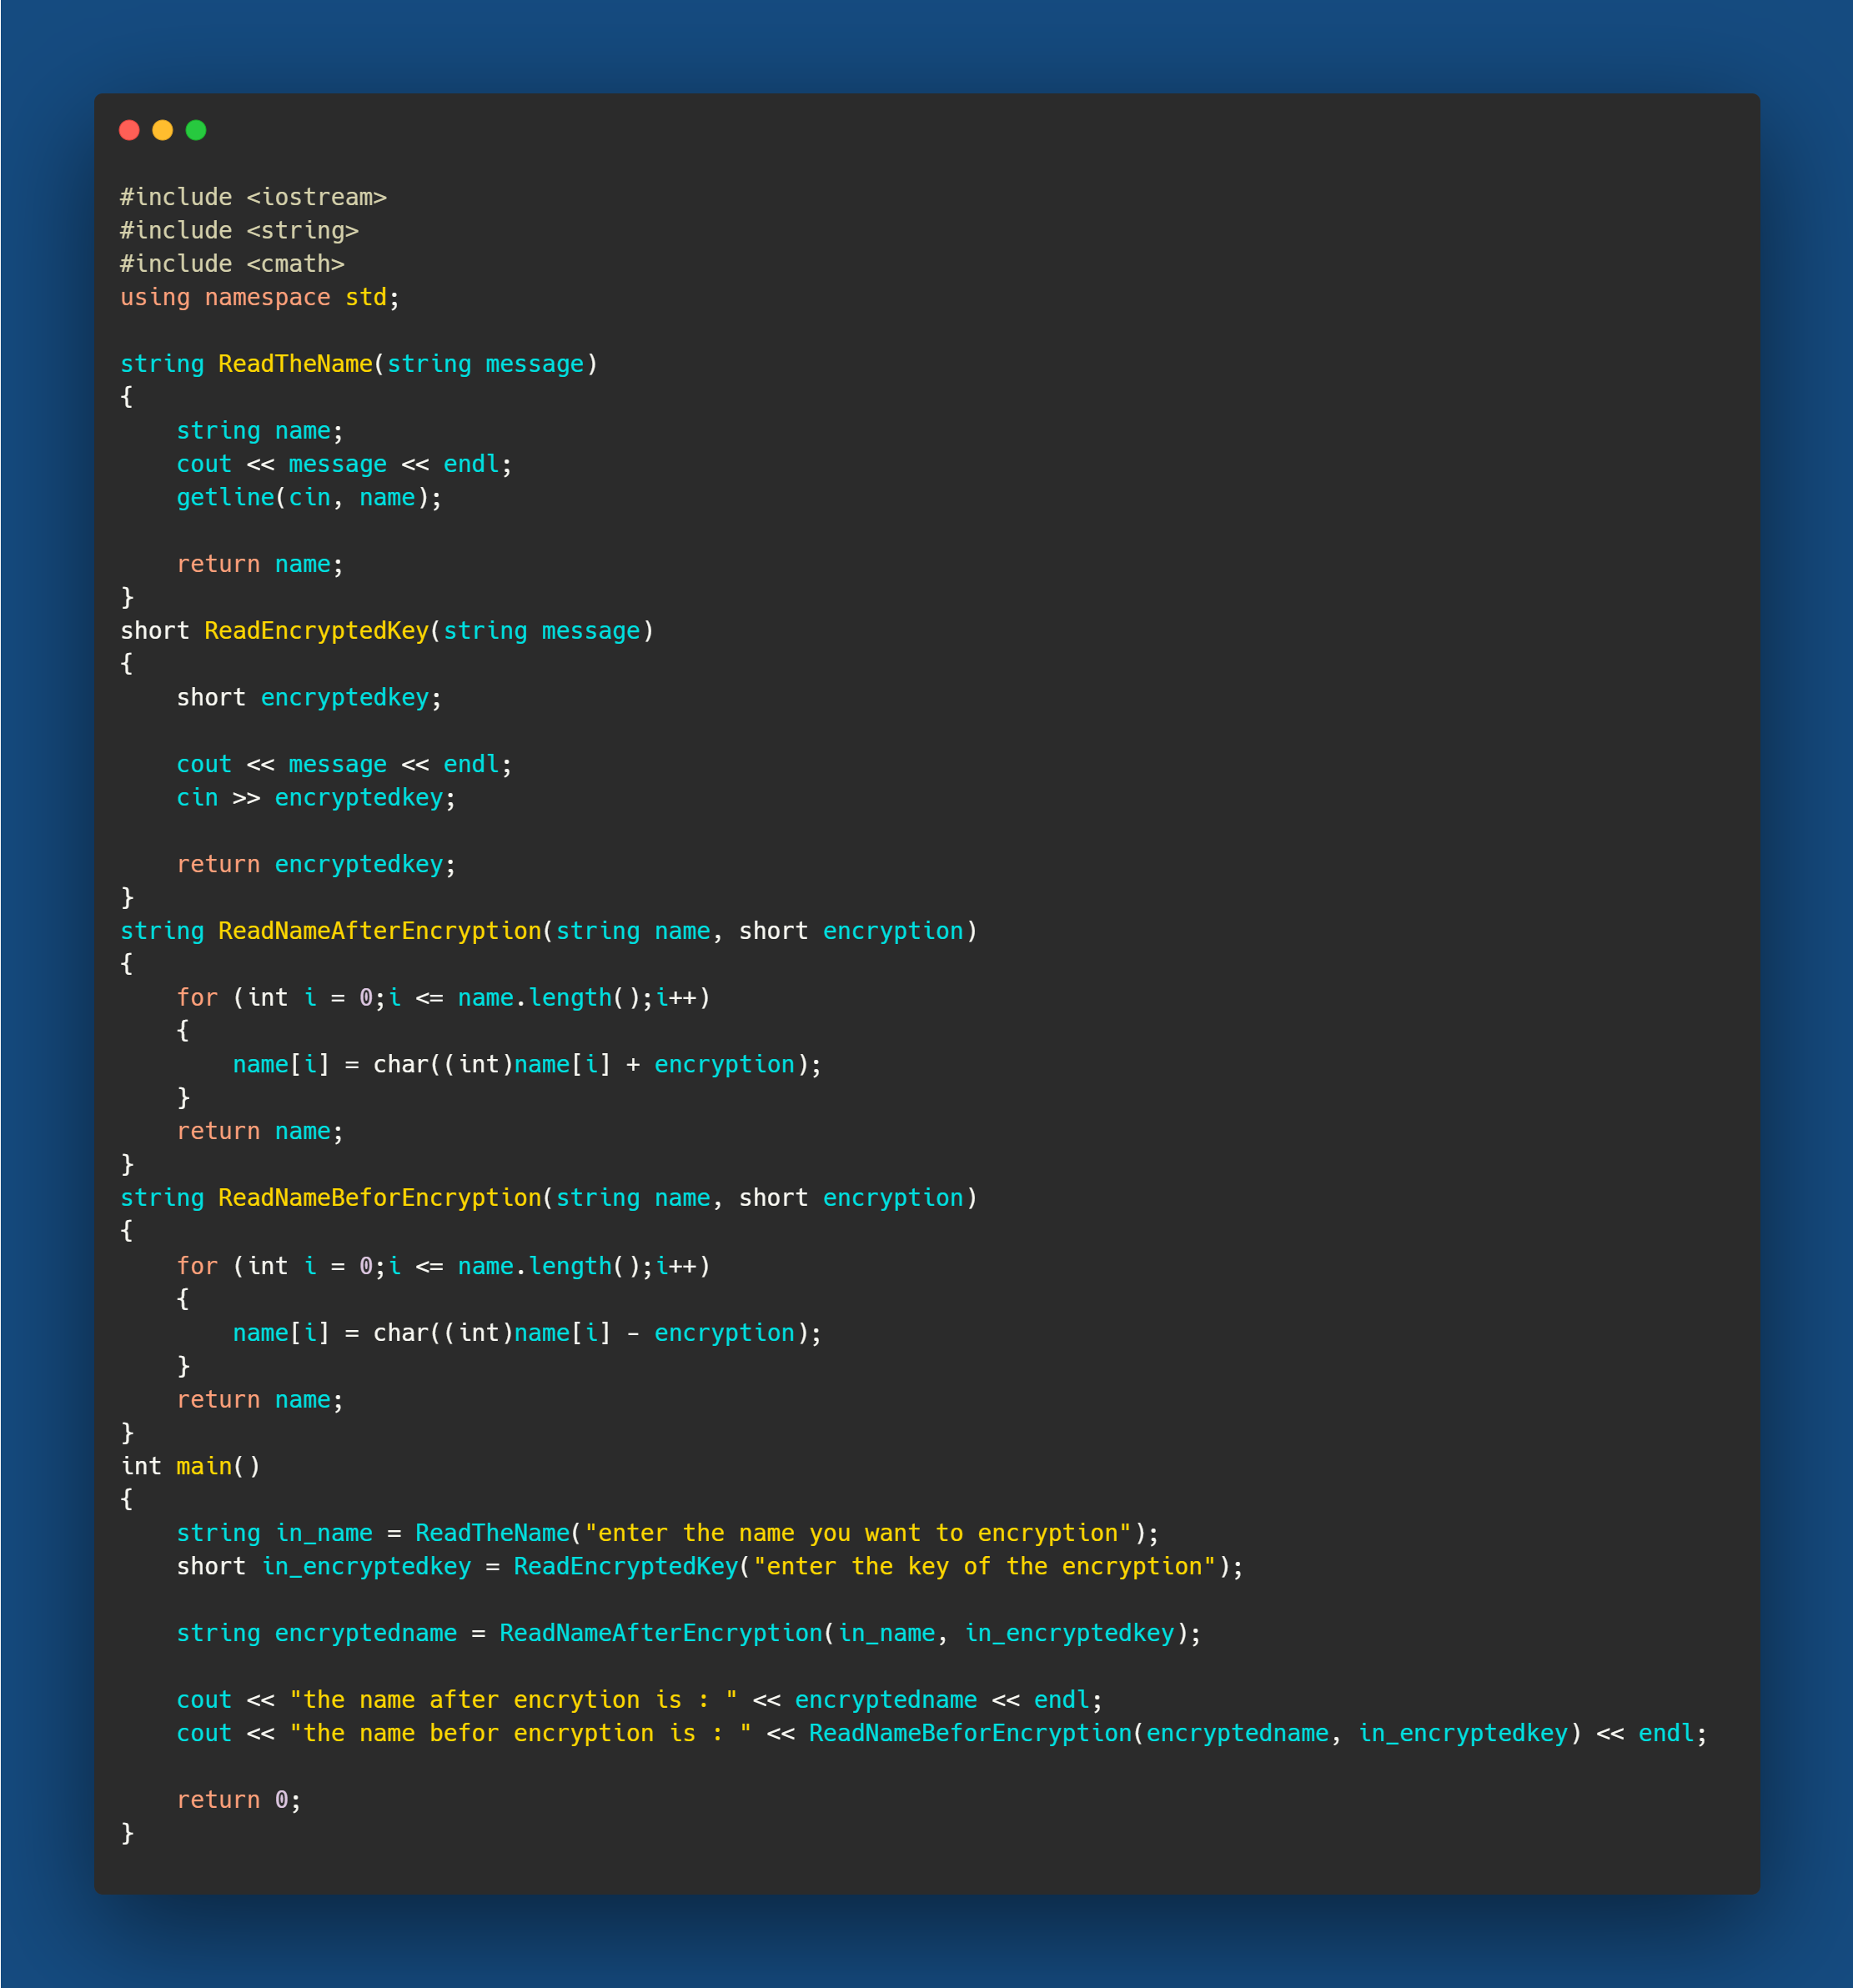 #include <iostream>
#include <string>
#include <cmath>
using namespace std;

string ReadTheName(string message)
{
    string name;
    cout << message << endl;
    getline(cin, name);

    return name;
}
short ReadEncryptedKey(string message)
{
    short encryptedkey;

    cout << message << endl;
    cin >> encryptedkey;

    return encryptedkey;
}
string ReadNameAfterEncryption(string name, short encryption)
{
    for (int i = 0;i <= name.length();i++)
    {
        name[i] = char((int)name[i] + encryption);
    }
    return name;
}
string ReadNameBeforEncryption(string name, short encryption)
{
    for (int i = 0;i <= name.length();i++)
    {
        name[i] = char((int)name[i] - encryption);
    }
    return name;
}
int main()
{
    string in_name = ReadTheName("enter the name you want to encryption");
    short in_encryptedkey = ReadEncryptedKey("enter the key of the encryption");

    string encryptedname = ReadNameAfterEncryption(in_name, in_encryptedkey);

    cout << "the name after encrytion is : " << encryptedname << endl;
    cout << "the name befor encryption is : " << ReadNameBeforEncryption(encryptedname, in_encryptedkey) << endl;

    return 0;
}